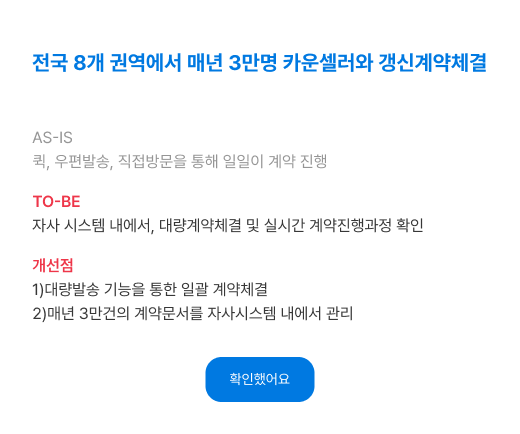 전국 8개 권역에서 매년 3만명 카운셀러와 갱신계약체결
AS-IS
퀵, 우편발송, 직접방문을 통해 일일이 계약 진행
TO-BE
자사 시스템 내에서, 대량계약체결 및 실시간 계약진행과정 확인
개선점
1)대량발송 기능을 통한 일괄 계약체결
2)매년 3만건의 계약문서를 자사시스템 내에서 관리
확인했어요